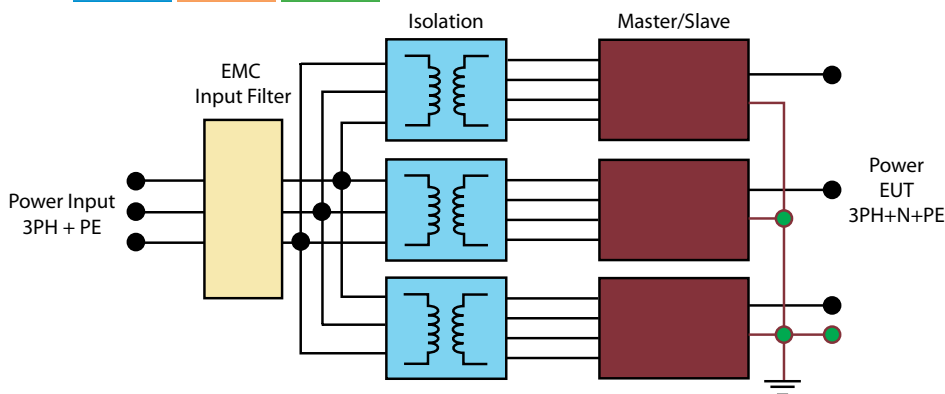 Isolation
Master/Slave
EMC
Input Filter
Power Input
3PH + PE
Power
EUT
3PH+N+PE